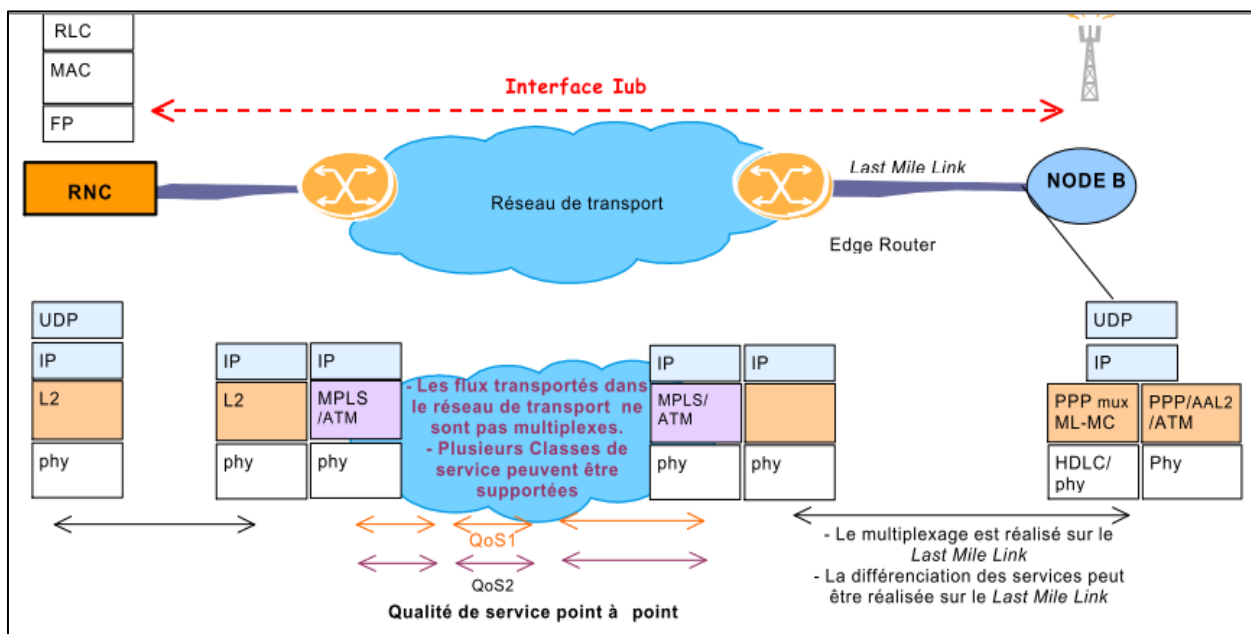 RLC
MAC
FP
Interface Iub
RNC
Réseau de transport
Last Mile Link
Edge Router
NODE B
UDP
IP
L2
phy
IP
L2
phy
IP
MPLS
/ATM
phy
- Les flux transportés dans
le réseau de transport ne
sont pas multiplexes.
- Plusieurs Classes de
service peuvent être
supportées
IP
MPLS/
ATM
phy
IP
phy
UDP
IP
PPP mux
ML-MC
HDLC/
phy
PPP/AAL2
/ATM
Phy
QoS1
QoS2
Qualité de service point à point
- Le multiplexage est réalisé sur le
Last Mile Link
- La différenciation des services peut
être réalisée sur le Last Mile Link